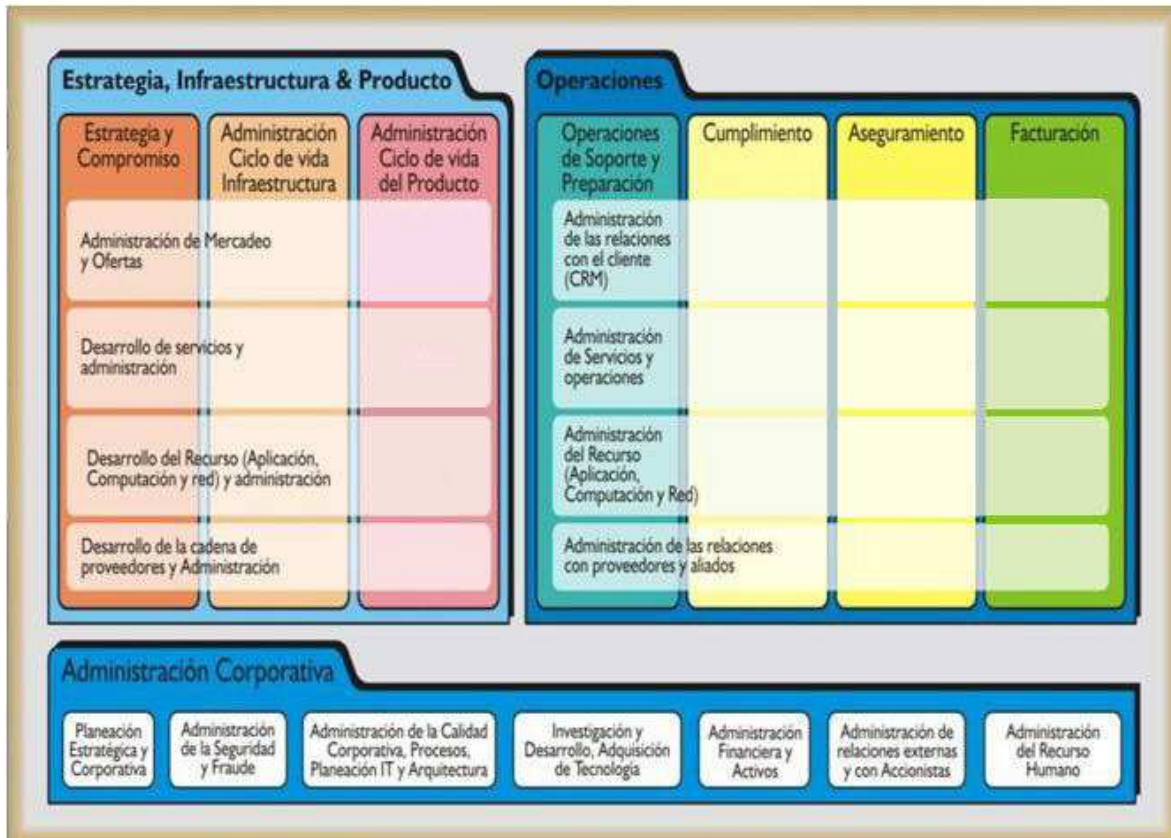 Estrategia, Infraestructura & Producto
Estrategia y
Compromiso
Administración
Ciclo de vida
Infraestructura
Administración
Ciclo de vida
del Producto
Administración de Mercadeo
y Ofertas
Desarrollo de servicios y
administración
Desarrollo del Recurso (Aplicación,
Computación y red) y administración
Desarrollo de la cadena de
proveedores y Administración
Operaciones
Operaciones
de Soporte y
Preparación
Cumplimiento
Aseguramiento
Facturación
Administración
de las relaciones
con el cliente
(CRM)
Administración
de Servicios y
operaciones
Administración
del Recurso
(Aplicación,
Computación y Red)
Administración de las relaciones
con proveedores y aliados
Administración Corporativa
Planeación
Estratégica y
Corporativa
Administración
de la Seguridad
y Fraude
Administración de la Calidad
Corporativa, Procesos,
Planeación IT y Arquitectura
Investigación y
Desarrollo, Adquisición
de Tecnología
Administración
Financiera y
Activos
Administración de
relaciones externas
y con Accionistas
Administración
del Recurso
Humano